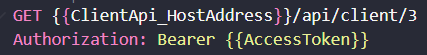 GET {{ClientApi_HostAddress}}/api/client/3
Authorization: Bearer {{AccessToken}}